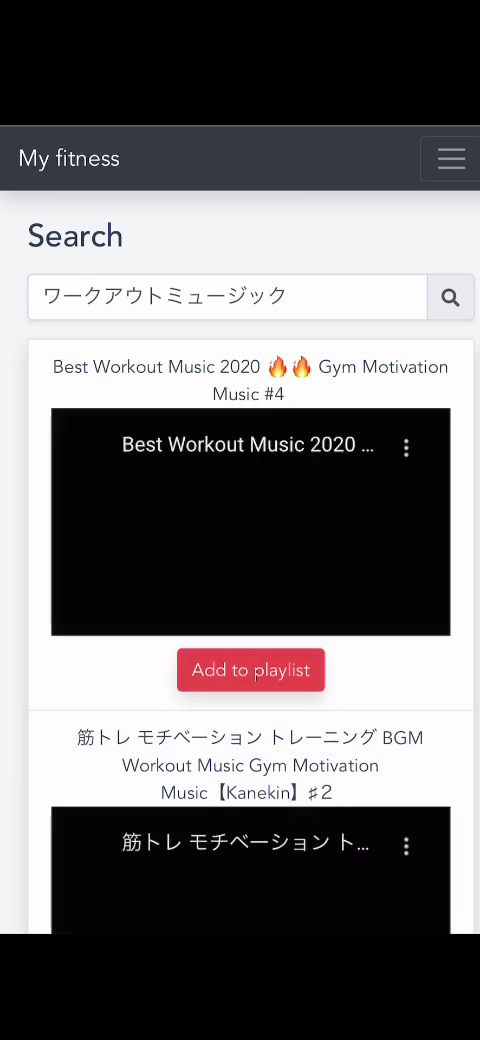 My fitness
Search
ワークアウトミュージック
Best Workout Music 2020 🔥🔥 Gym Motivation
Music #4
Best Workout Music 2020 ...
Add to playlist
筋トレ モチベーション トレーニング BGM
Workout Music Gym Motivation
Music【Kanekin】♯2
筋トレ モチベーション ト...